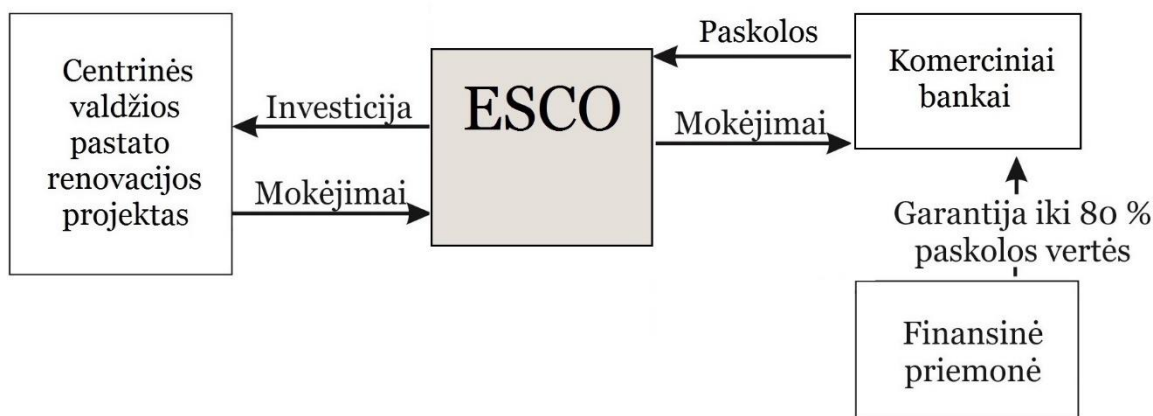 Centrinės
valdžios
pastato
renovacijos
projektas
Investicija
Mokėjimai
ESCO
Paskolos
Mokėjimai
Komerciniai
bankai
Garantija iki 80 %
paskolos vertės
Finansinė
priemonė